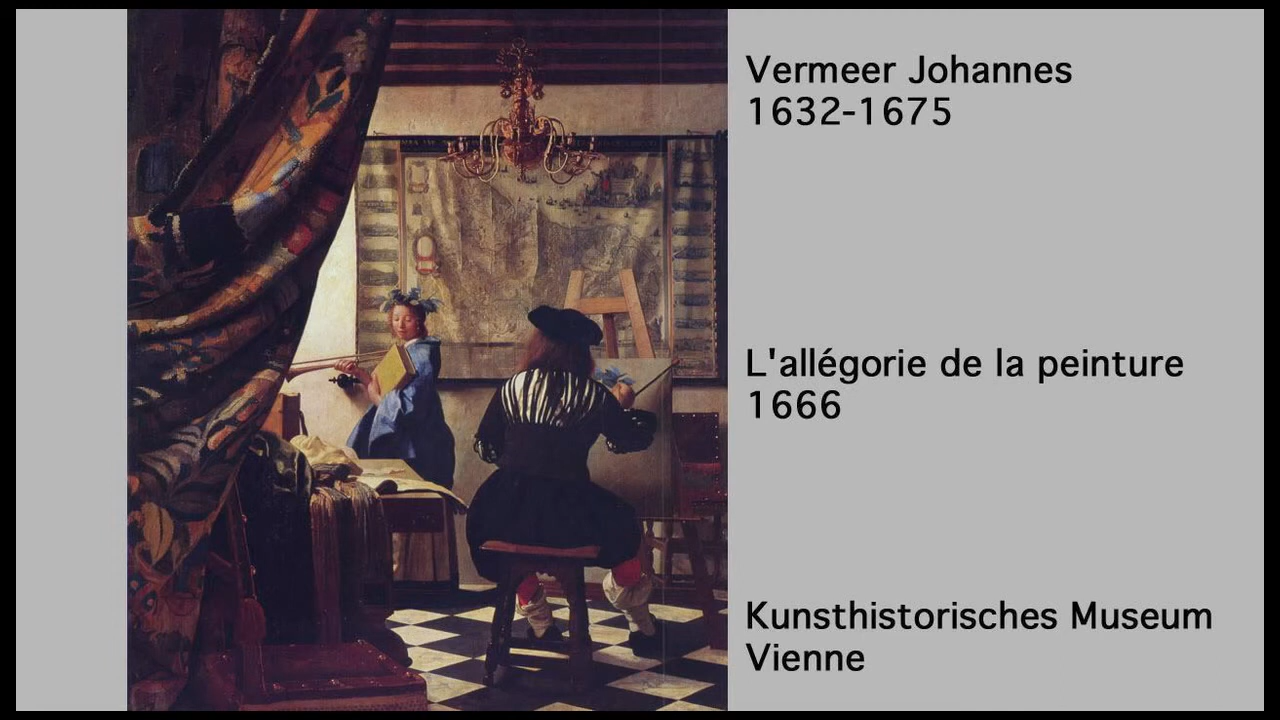 Vermeer Johannes
1632-1675
L'allégorie de la peinture
1666
Kunsthistorisches Museum
Vienne